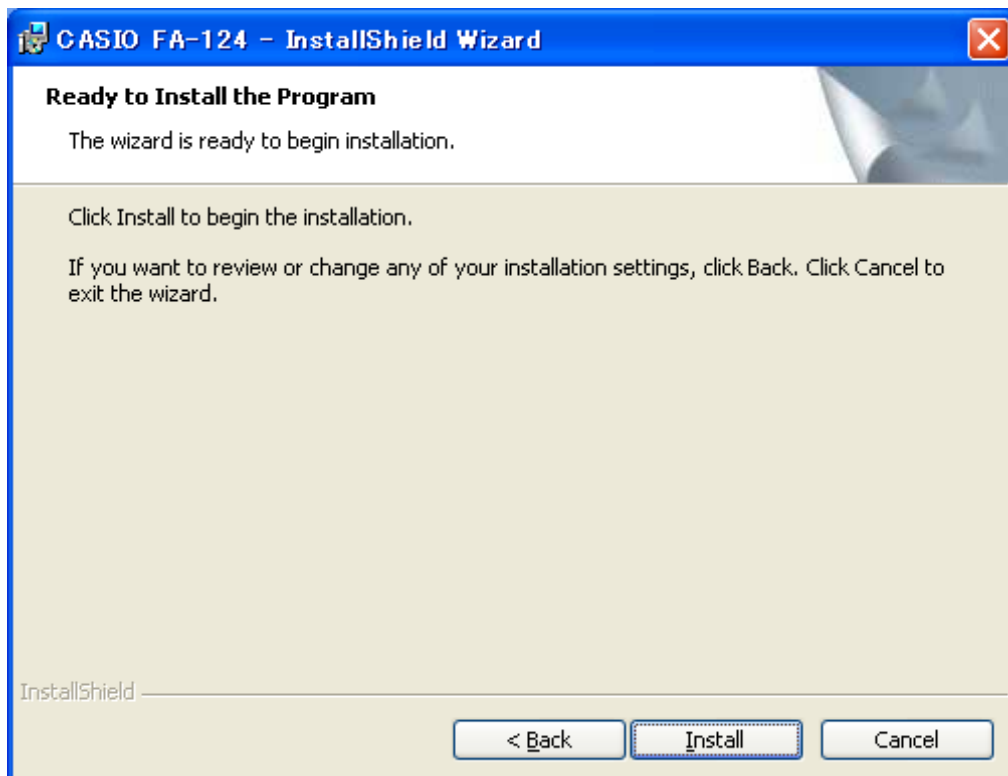 CASIO FA-124 - InstallShield Wizard
Ready to Install the Program
The wizard is ready to begin installation.
Click Install to begin the installation.
If you want to review or change any of your installation settings, click Back. Click Cancel to
exit the wizard.
InstallShield
< Back
Install
Cancel